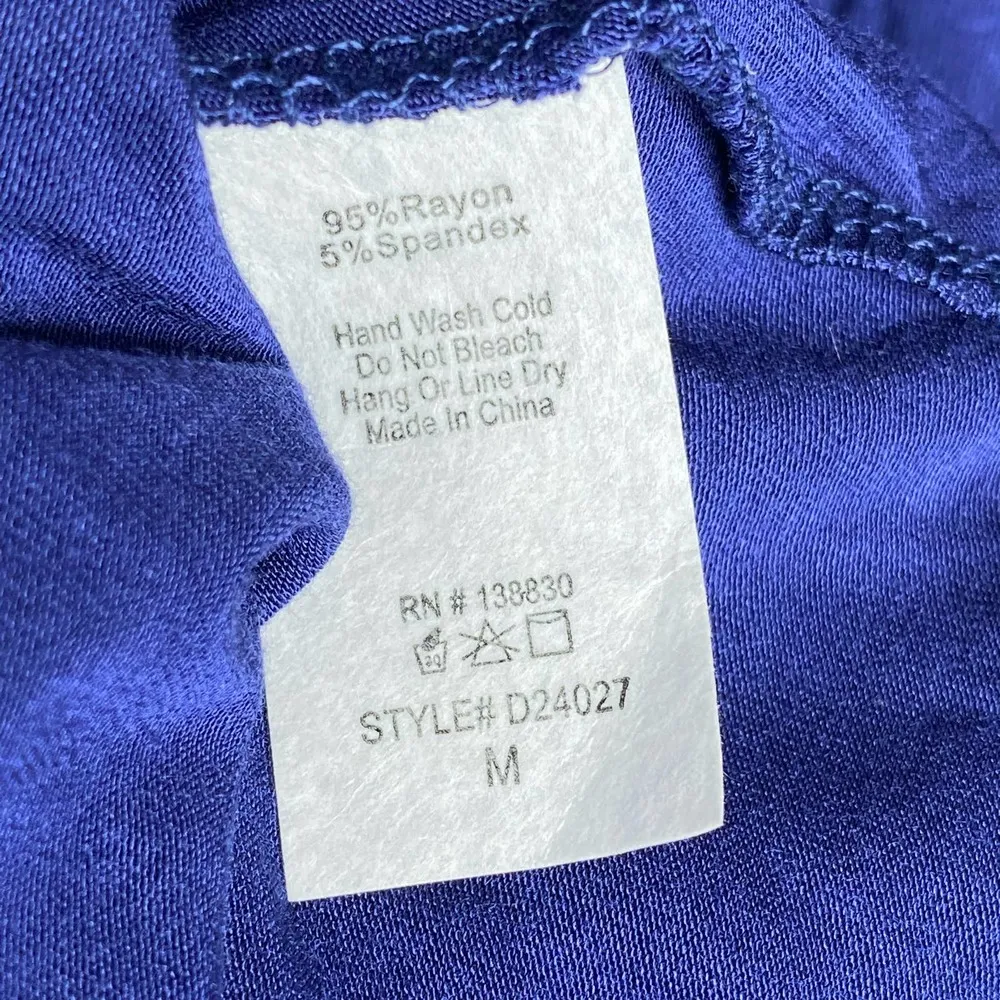 95%Rayon
5%Spandex
Hand Wash Cold
Do Not Bleach
Hang Or Line Dry
Made In China
RN # 138830
30
STYLE# D24027
M